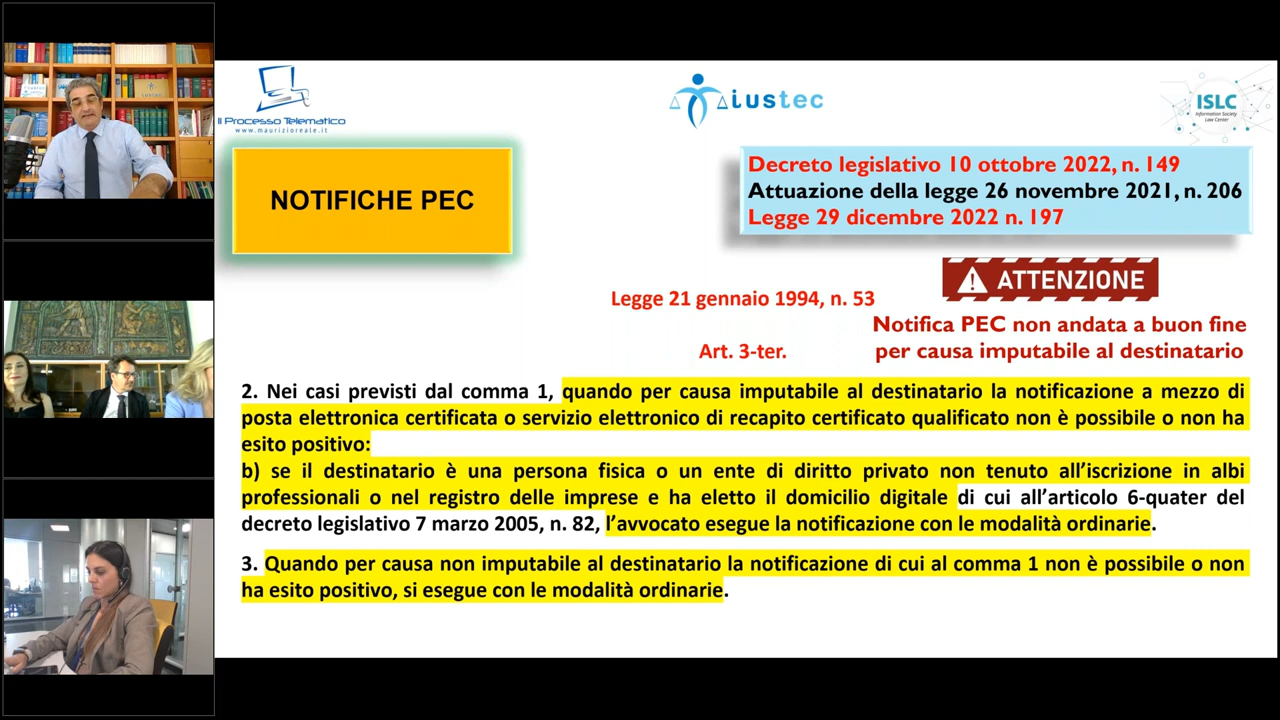 Il Processo Telematico
www.maurizioreale.it
iustec
ISLC
Information Society
Law Center
NOTIFICHE PEC
Decreto legislativo 10 ottobre 2022, n. 149
Attuazione della legge 26 novembre 2021, n. 206
Legge 29 dicembre 2022 n. 197
ATTENZIONE
Legge 21 gennaio 1994, n. 53
Notifica PEC non andata a buon fine
per causa imputabile al destinatario
Art. 3-ter.
2. Nei casi previsti dal comma 1, quando per causa imputabile al destinatario la notificazione a mezzo di
posta elettronica certificata o servizio elettronico di recapito certificato qualificato non è possibile o non ha
esito positivo:
b) se il destinatario è una persona fisica o un ente di diritto privato non tenuto all’iscrizione in albi
professionali o nel registro delle imprese e ha eletto il domicilio digitale di cui all’articolo 6-quater del
decreto legislativo 7 marzo 2005, n. 82, l’avvocato esegue la notificazione con le modalità ordinarie.
3. Quando per causa non imputabile al destinatario la notificazione di cui al comma 1 non è possibile o non
ha esito positivo, si esegue con le modalità ordinarie.